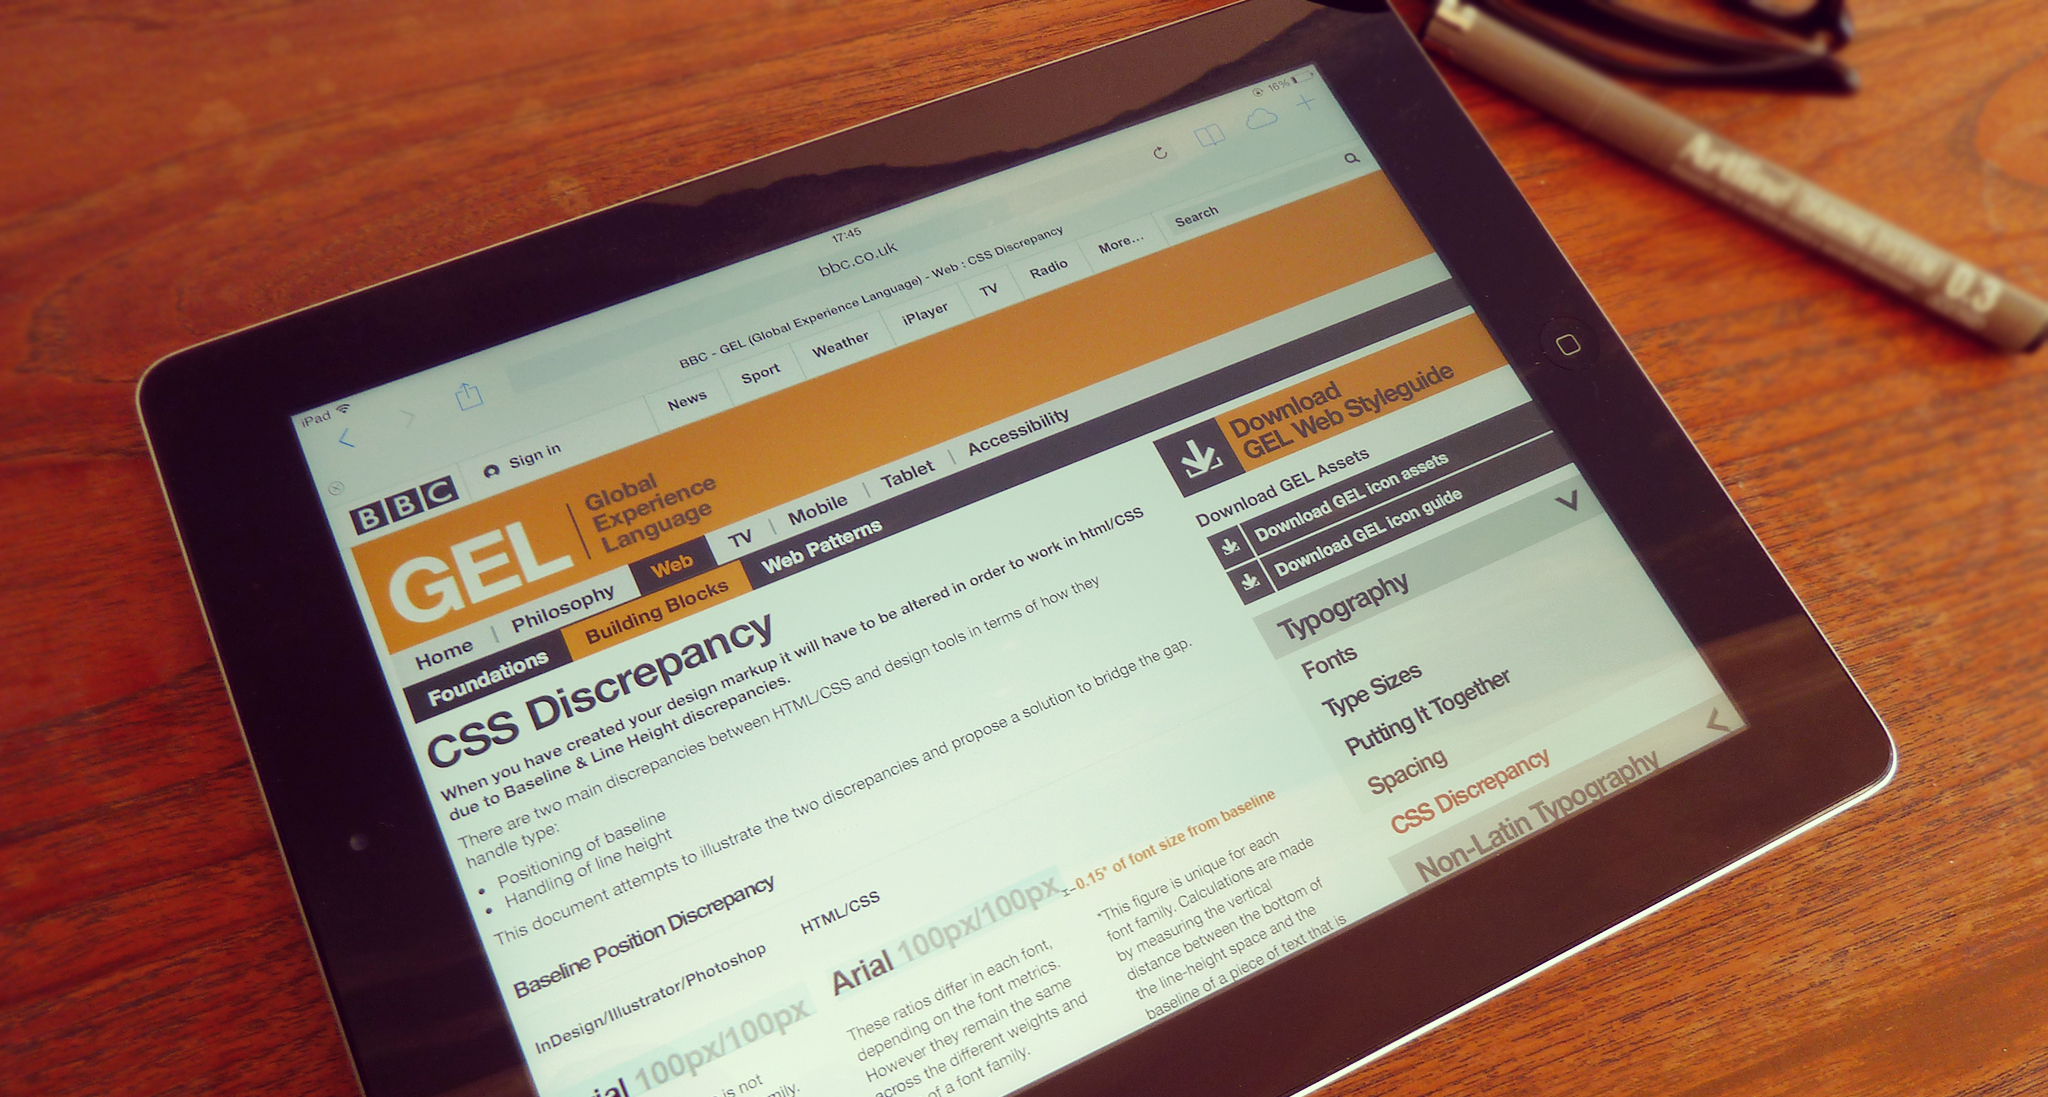 iPad
17:45
16%
bbc.co.uk
BBC - GEL (Global Experience Language) - Web : CSS Discrepancy
BBC
Sign in
News
Sport
Weather
iPlayer
TV
Radio
More...
Search
GEL
Global
Experience
Language
Home | Philosophy
Web
TV | Mobile | Tablet | Accessibility
Foundations
Building Blocks
Web Patterns
CSS Discrepancy
When you have created your design markup it will have to be altered in order to work in html/CSS
due to Baseline & Line Height discrepancies.
There are two main discrepancies between HTML/CSS and design tools in terms of how they
handle type:
• Positioning of baseline
• Handling of line height
This document attempts to illustrate the two discrepancies and propose a solution to bridge the gap.
Baseline Position Discrepancy
InDesign/Illustrator/Photoshop
100px/100px
is not
HTML/CSS
Arial 100px/100px
0.15* of font size from baseline
These ratios differ in each font,
depending on the font metrics.
However they remain the same
across the different weights and
of a font family.
*This figure is unique for each
font family. Calculations are made
by measuring the vertical
distance between the bottom of
the line-height space and the
baseline of a piece of text that is
Download
GEL Web Styleguide
Download GEL Assets
Download GEL icon assets
Download GEL icon guide
Typography
Fonts
Type Sizes
Putting It Together
Spacing
CSS Discrepancy
Non-Latin Typography
Artline
0.3